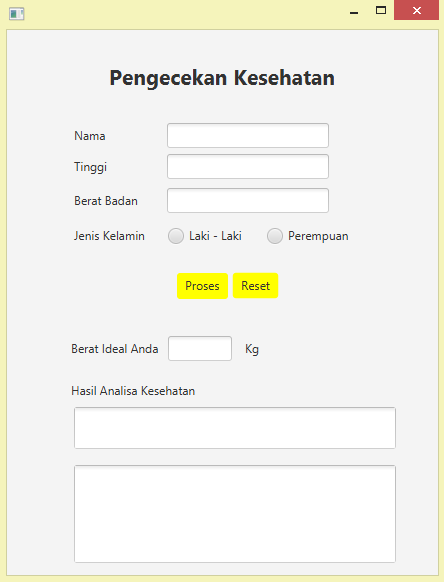 Pengecekan Kesehatan
Nama
Tinggi
Berat Badan
Jenis Kelamin Laki - Laki Perempuan
Proses Reset
Berat Ideal Anda Kg
Hasil Analisa Kesehatan